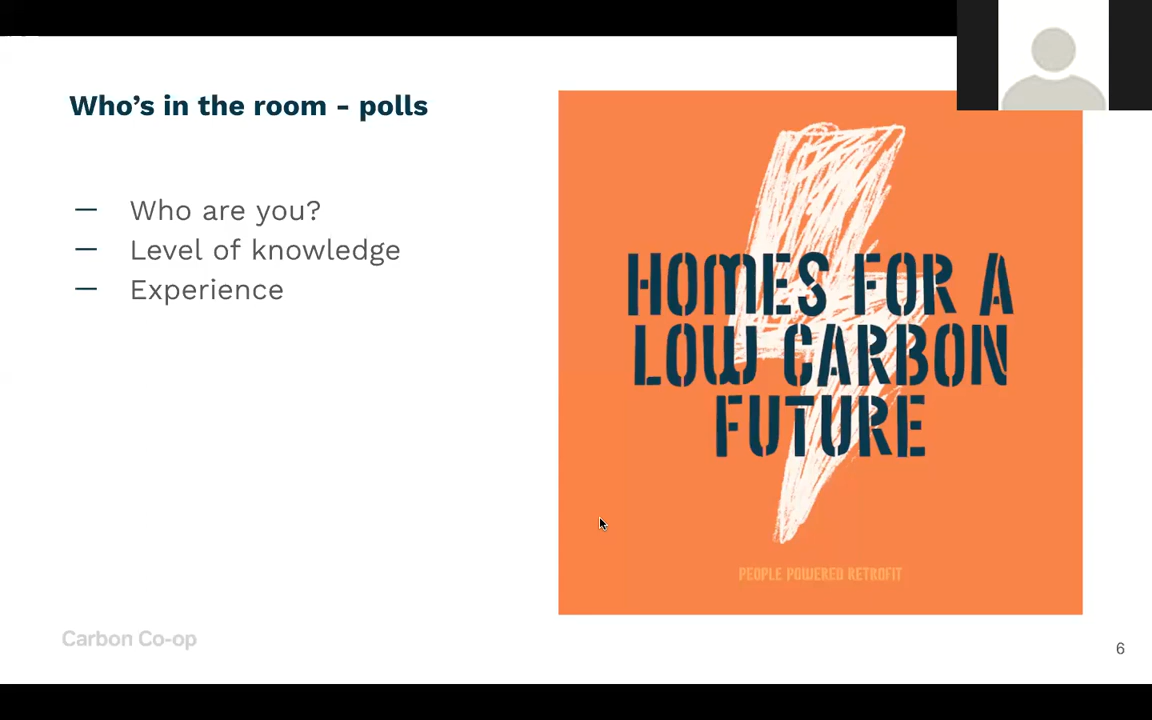 Who's in the room - polls
— Who are you?
— Level of knowledge
— Experience
HOMES FOR A
LOW CARBON
FUTURE
PEOPLE POWERED RETROFIT
Carbon Co-op
6